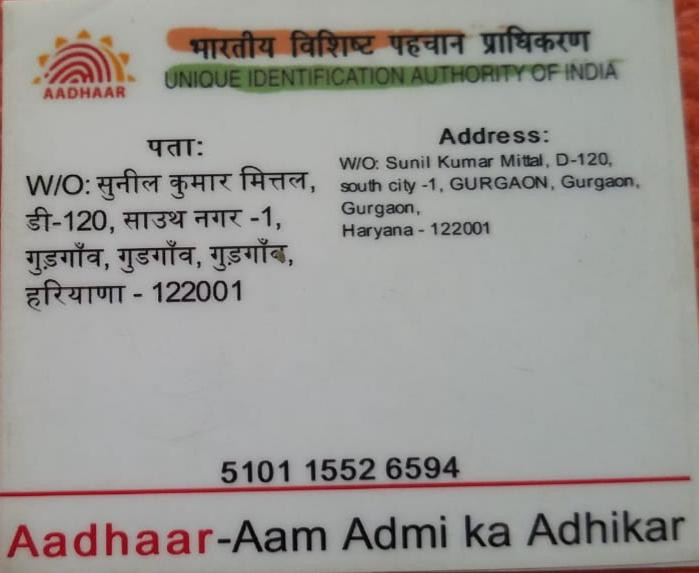 भारतीय विशिष्ट पहचान प्राधिकरण
UNIQUE IDENTIFICATION AUTHORITY OF INDIA
AADHAAR
पता:
W/O: सुनील कुमार मित्तल,
डी-120, साउथ नगर -1,
गुड़गाँव, गुडगाँव, गुड़गाँव,
हरियाणा - 122001
Address:
W/O: Sunil Kumar Mittal, D-120,
south city -1, GURGAON, Gurgaon,
Gurgaon,
Haryana - 122001
5101 1552 6594
Aadhaar-Aam Admi ka Adhikar